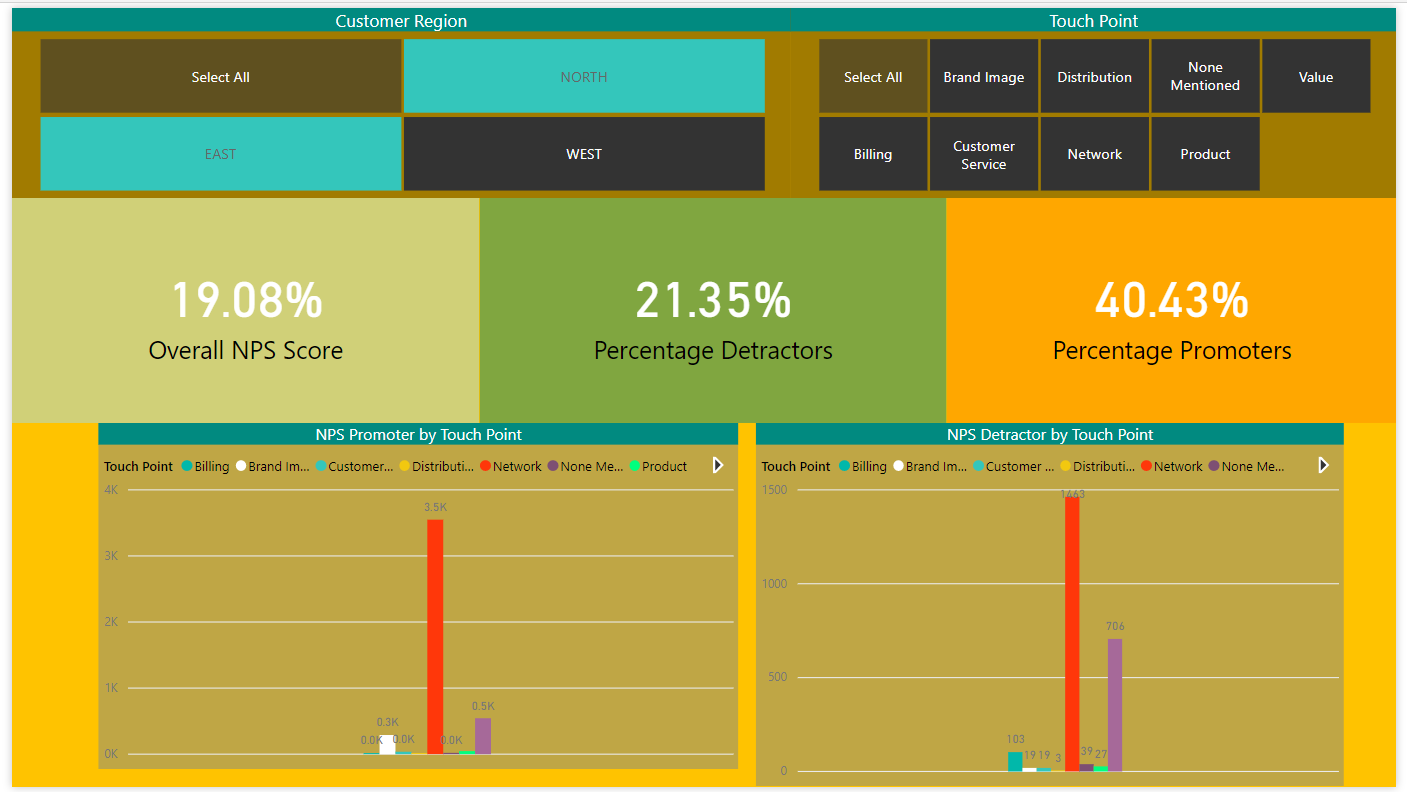 Customer Region
Touch Point
Select All
NORTH
EAST
WEST
Select All
Brand Image
Distribution
None
Mentioned
Value
Billing
Customer
Service
Network
Product
19.08%
Overall NPS Score
21.35%
Percentage Detractors
40.43%
Percentage Promoters
NPS Promoter by Touch Point
Touch Point Billing Brand Im... Customer... Distributi... Network None Me... Product
4K
3K
2K
1K
0K
0.0K
0.3K
0.0K
3.5K
0.0K
0.5K
NPS Detractor by Touch Point
Touch Point Billing Brand Im... Customer ... Distributi... Network None Me...
1500
1000
500
0
103
19
19
3
1463
39
27
706